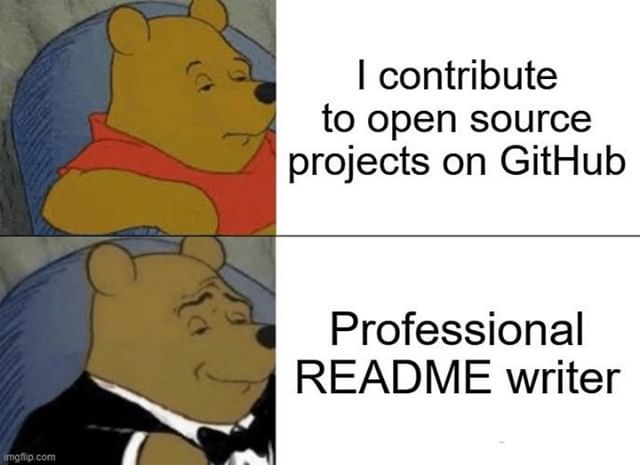 I contribute
to open source
projects on GitHub
Professional
README writer
imgflip.com